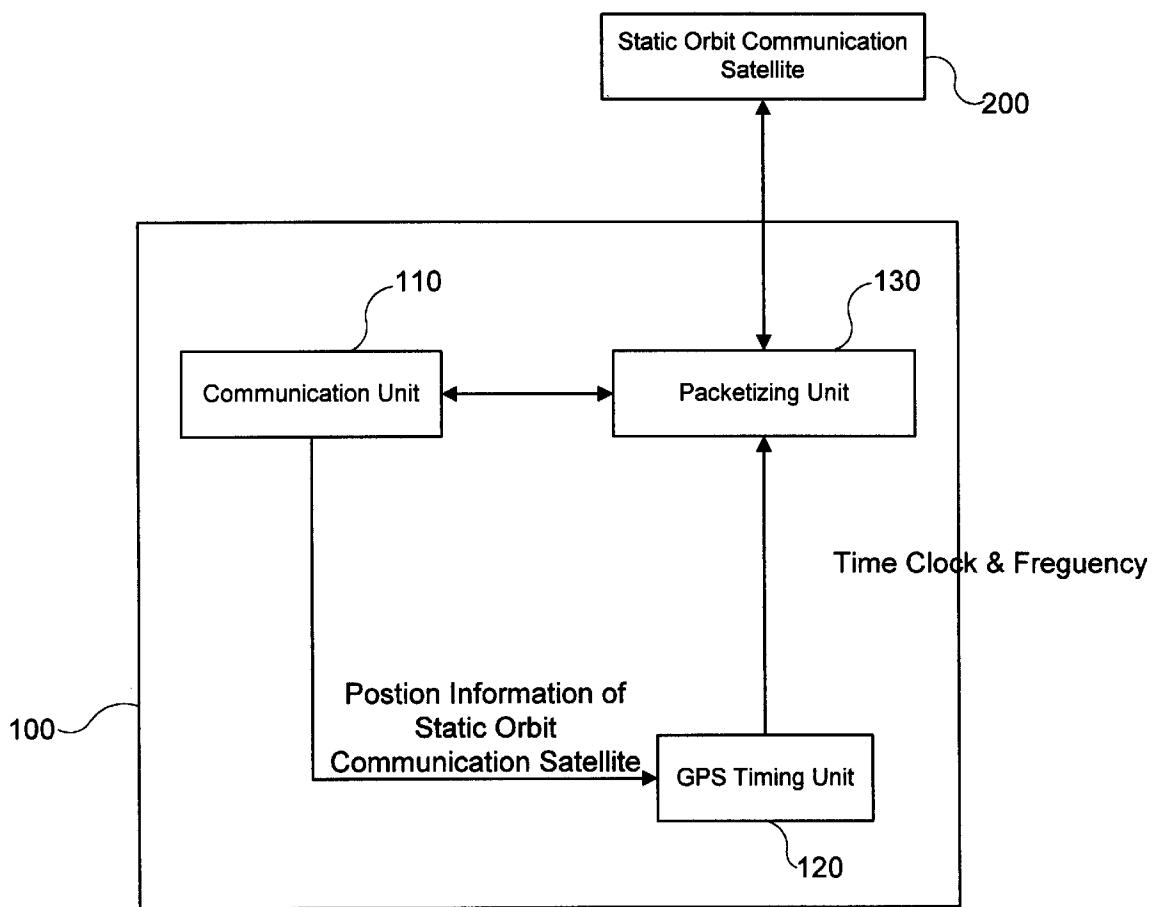 Static Orbit Communication
Satellite
200
110
130
Communication Unit
Packetizing Unit
Time Clock & Freguency
Postion Information of
Static Orbit
Communication Satellite
100
GPS Timing Unit
120